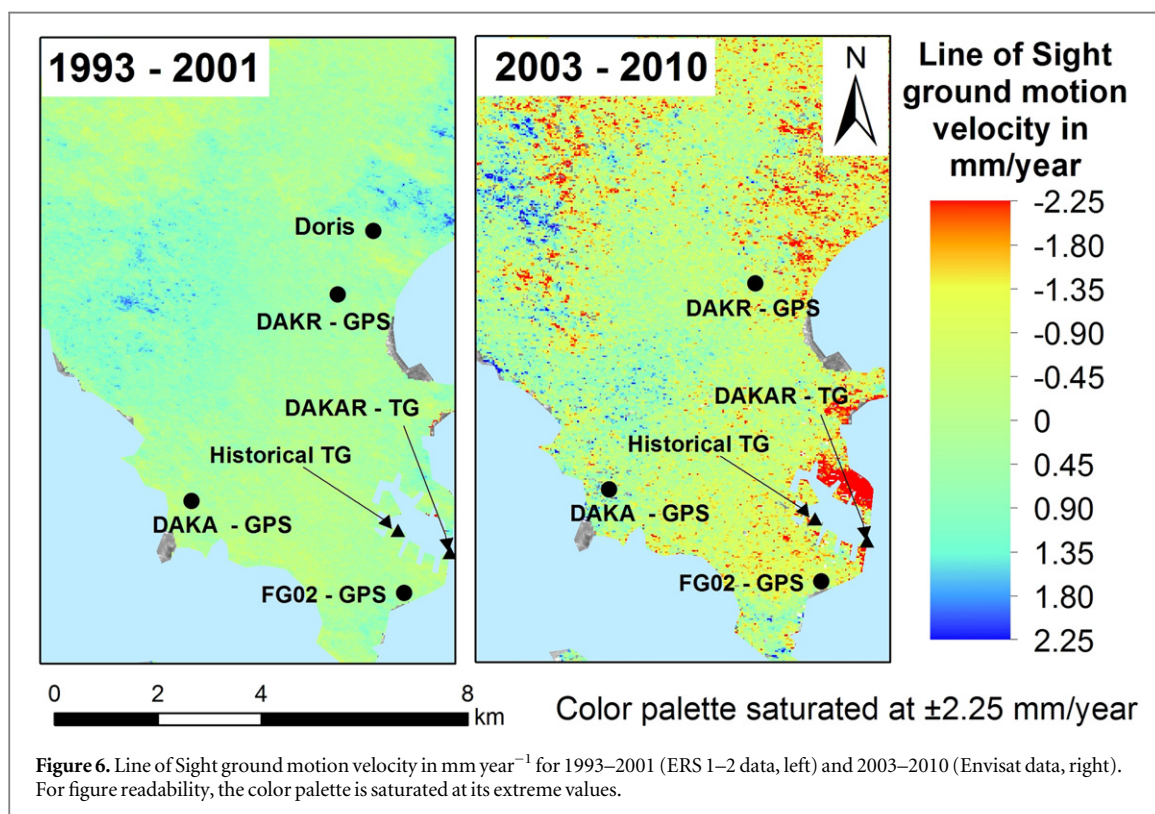 1993 - 2001
Doris
DAKR - GPS
DAKAR - TG
Historical TG
DAKA - GPS
FG02 - GPS
2003 - 2010
N
DAKR - GPS
DAKAR - TG
Historical TG
DAKA - GPS
FG02 - GPS
Line of Sight
ground motion
velocity in
mm/year
-2.25
-1.80
-1.35
-0.90
-0.45
0
0.45
0.90
1.35
1.80
2.25
0 2 4 8
km
Color palette saturated at ±2.25 mm/year
Figure 6. Line of Sight ground motion velocity in mm year⁻¹ for 1993–2001 (ERS 1–2 data, left) and 2003–2010 (Envisat data, right).
For figure readability, the color palette is saturated at its extreme values.